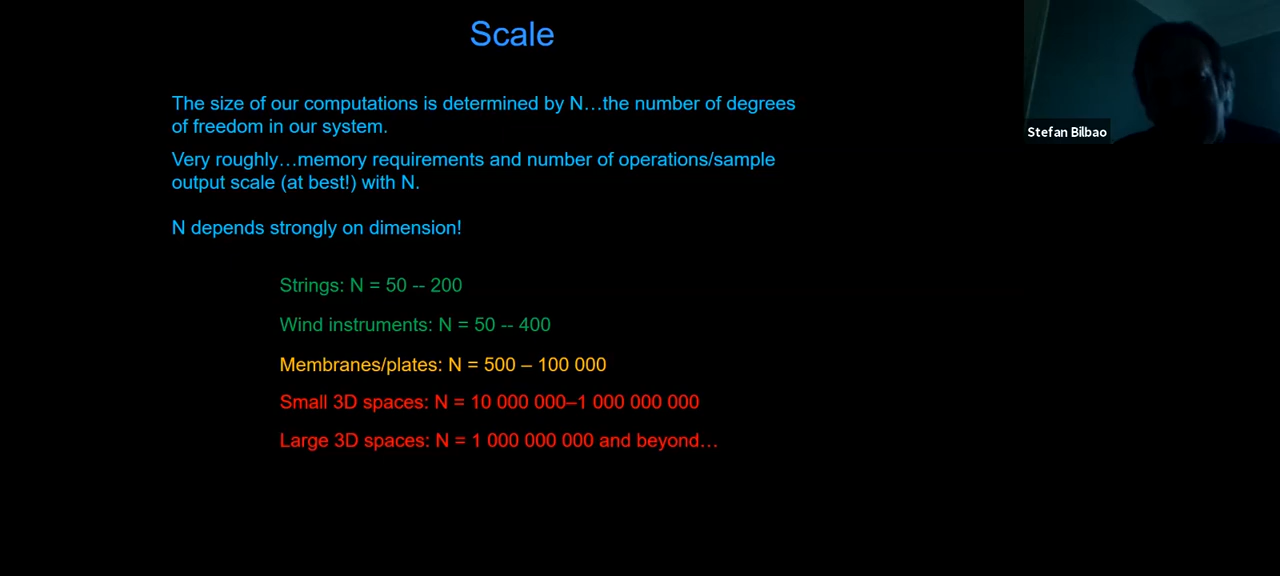 Scale
The size of our computations is determined by N…the number of degrees
of freedom in our system.
Very roughly…memory requirements and number of operations/sample
output scale (at best!) with N.
N depends strongly on dimension!
Strings: N = 50 -- 200
Wind instruments: N = 50 -- 400
Membranes/plates: N = 500 – 100 000
Small 3D spaces: N = 10 000 000–1 000 000 000
Large 3D spaces: N = 1 000 000 000 and beyond…
Stefan Bilbao